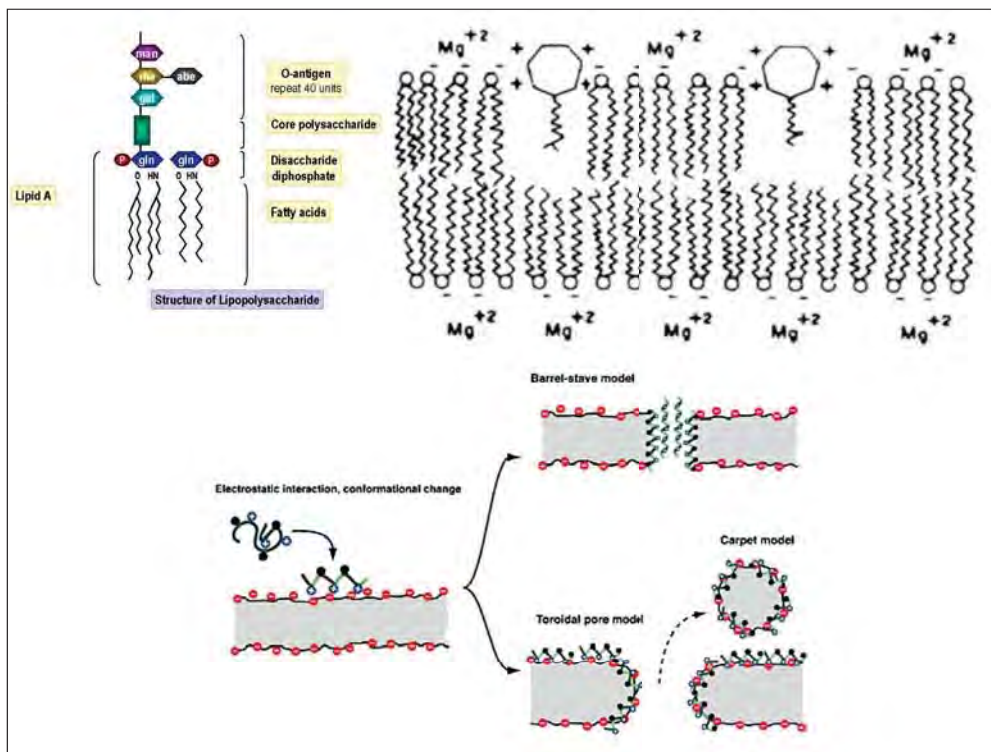 man
rha
abe
gal
O-antigen
repeat 40 units
Core polysaccharide
P
gln
gln
P
Disaccharide
diphosphate
O HN
O HN
Lipid A
Fatty acids
Structure of Lipopolysaccharide
Mg+2
+ +
Mg+2
+ +
Mg+2
+ +
+ +
Mg+2
Mg+2
Mg+2
Mg+2
Mg+2
Barrel-stave model
Electrostatic interaction, conformational change
Carpet model
Toroidal pore model